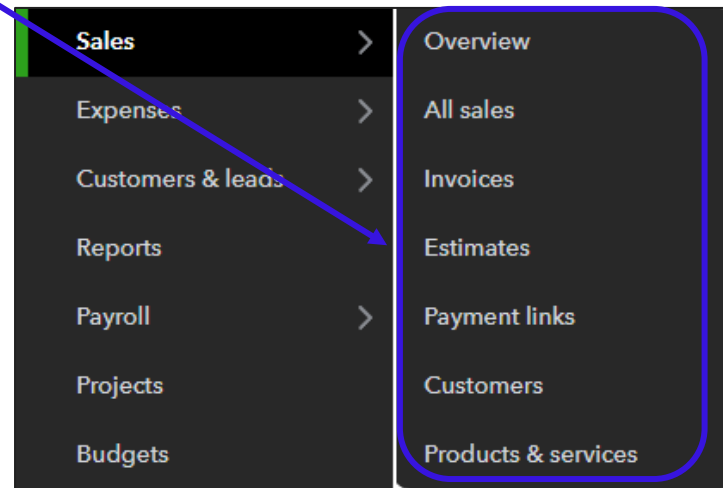 Sales
Expenses
Customers & leads
Reports
Payroll
Projects
Budgets
Overview
All sales
Invoices
Estimates
Payment links
Customers
Products & services